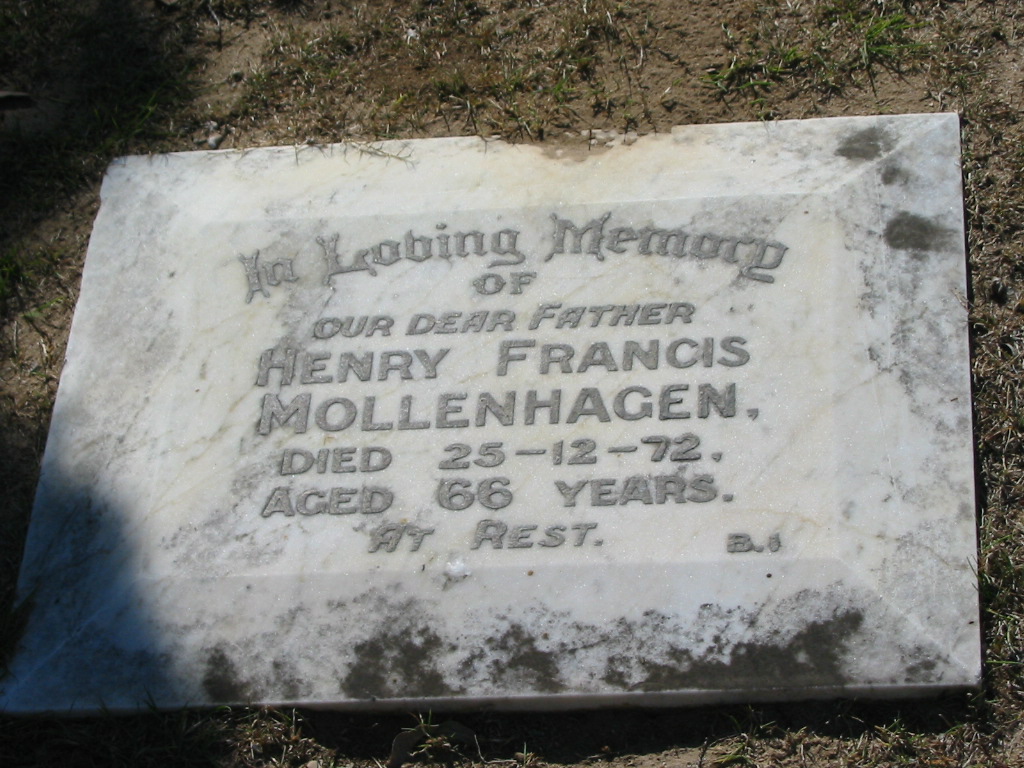 In Loving Memory
OF
OUR DEAR FATHER
HENRY FRANCIS
MOLLENHAGEN,
DIED 25-12-72.
AGED 66 YEARS.
AT REST. B.1